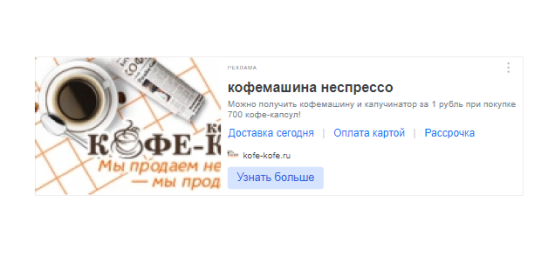 РЕКЛАМА
кофемашина неспрессо
Можно получить кофемашину и капучинатор за 1 рубль при покупке
700 кофе-капсул!
Доставка сегодня | Оплата картой | Рассрочка
kofe-kofe.ru
Узнать больше
КОФЕ-К
Мы продаем не
— мы прод